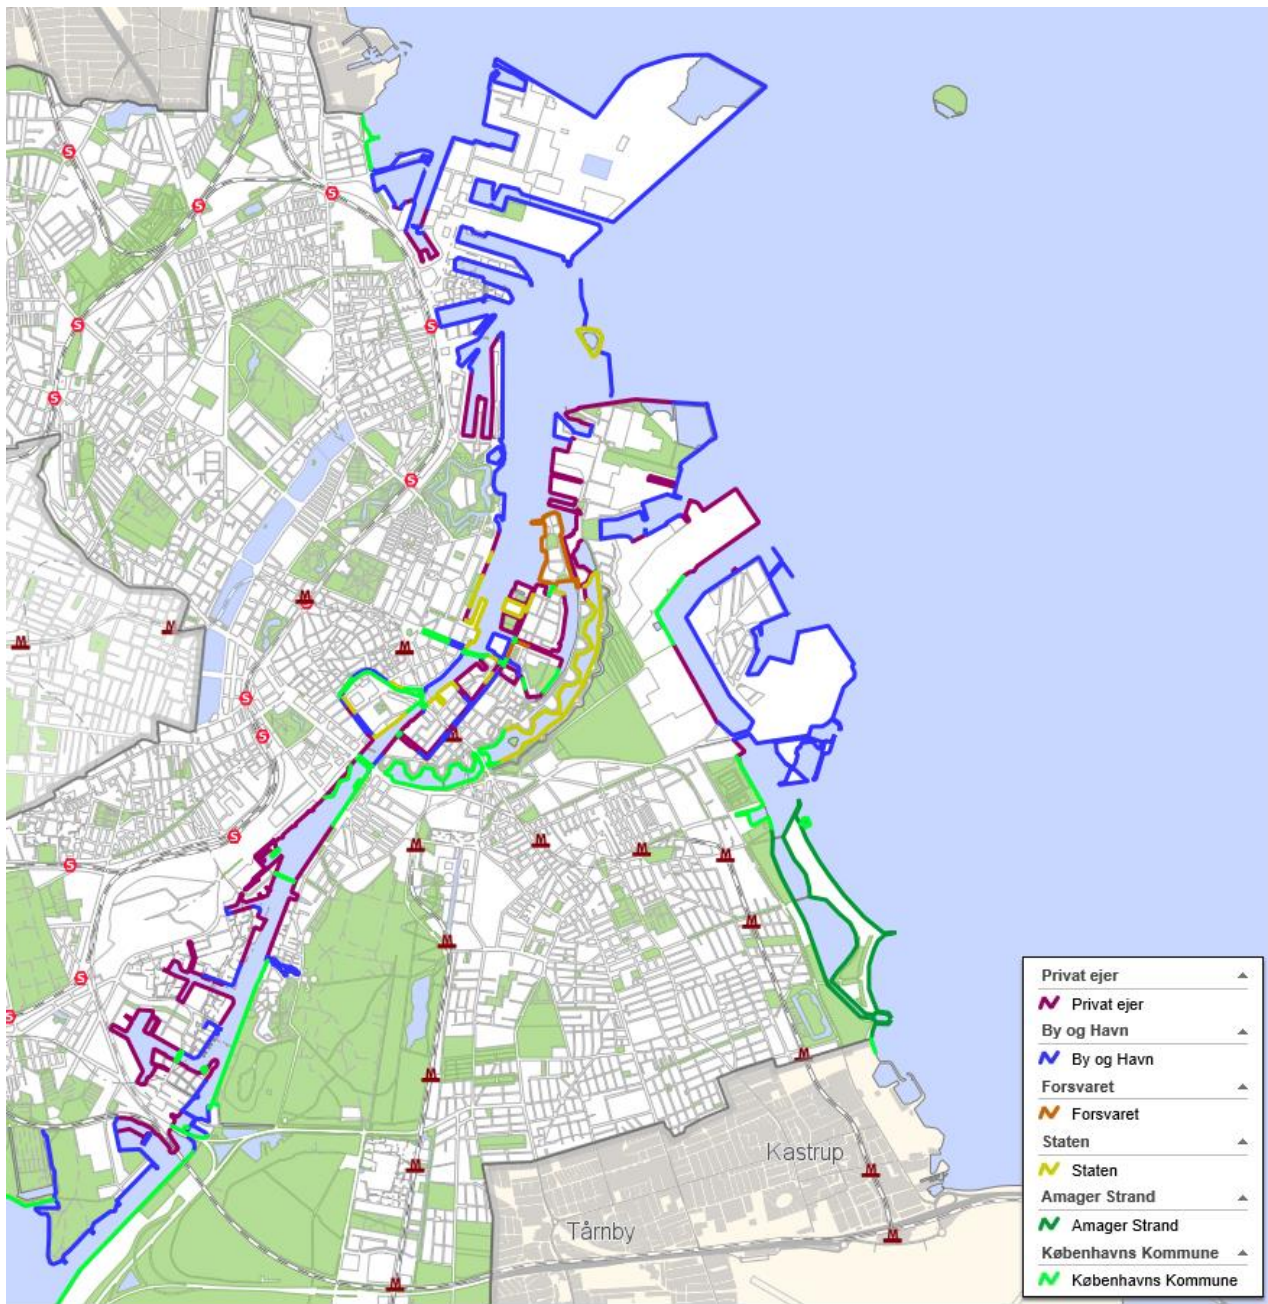 S
S
S
S
S
S
M
S
M
M
M
S
S
M
S
S
M
M
M
M
M
M
S
S
M
M
Kastrup
M
M
Tårnby
M
M
Privat ejer
Privat ejer
By og Havn
By og Havn
Forsvaret
Forsvaret
Staten
Staten
Amager Strand
Amager Strand
Københavns Kommune
Københavns Kommune